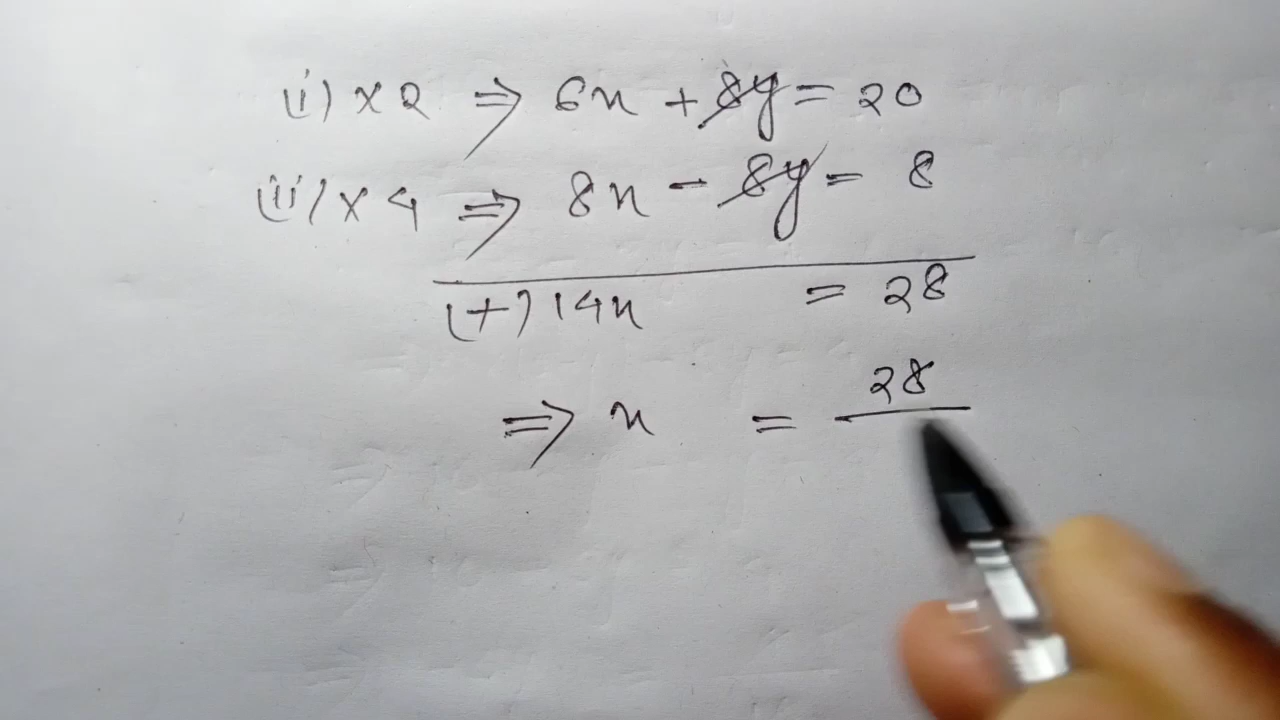 (i) × 2 ⇒ 6x + 8y = 20
(ii) × 4 ⇒ 8x - 8y = 8
(+) 14x = 28
⇒ x = 28